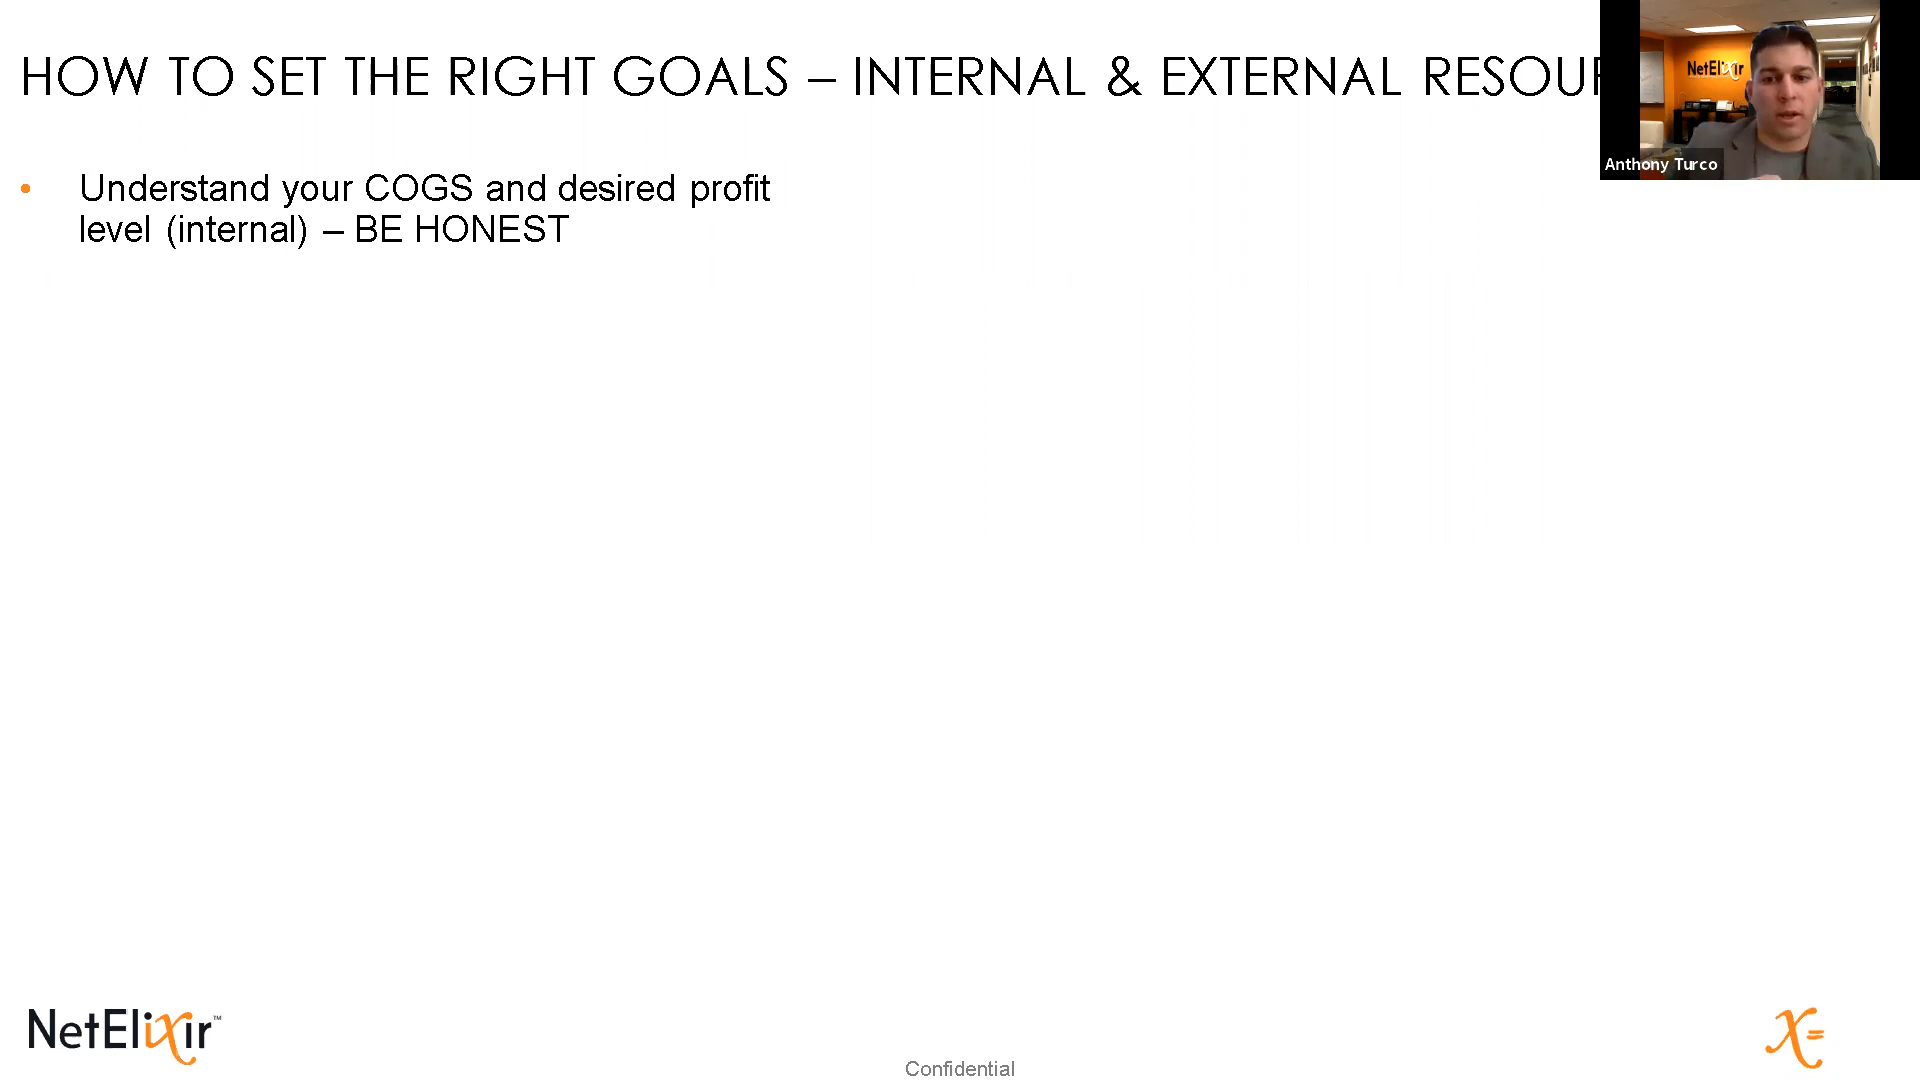 HOW TO SET THE RIGHT GOALS – INTERNAL & EXTERNAL
NetElixir
Anthony Turco
• Understand your COGS and desired profit
level (internal) – BE HONEST
NetElixir™
X=
Confidential